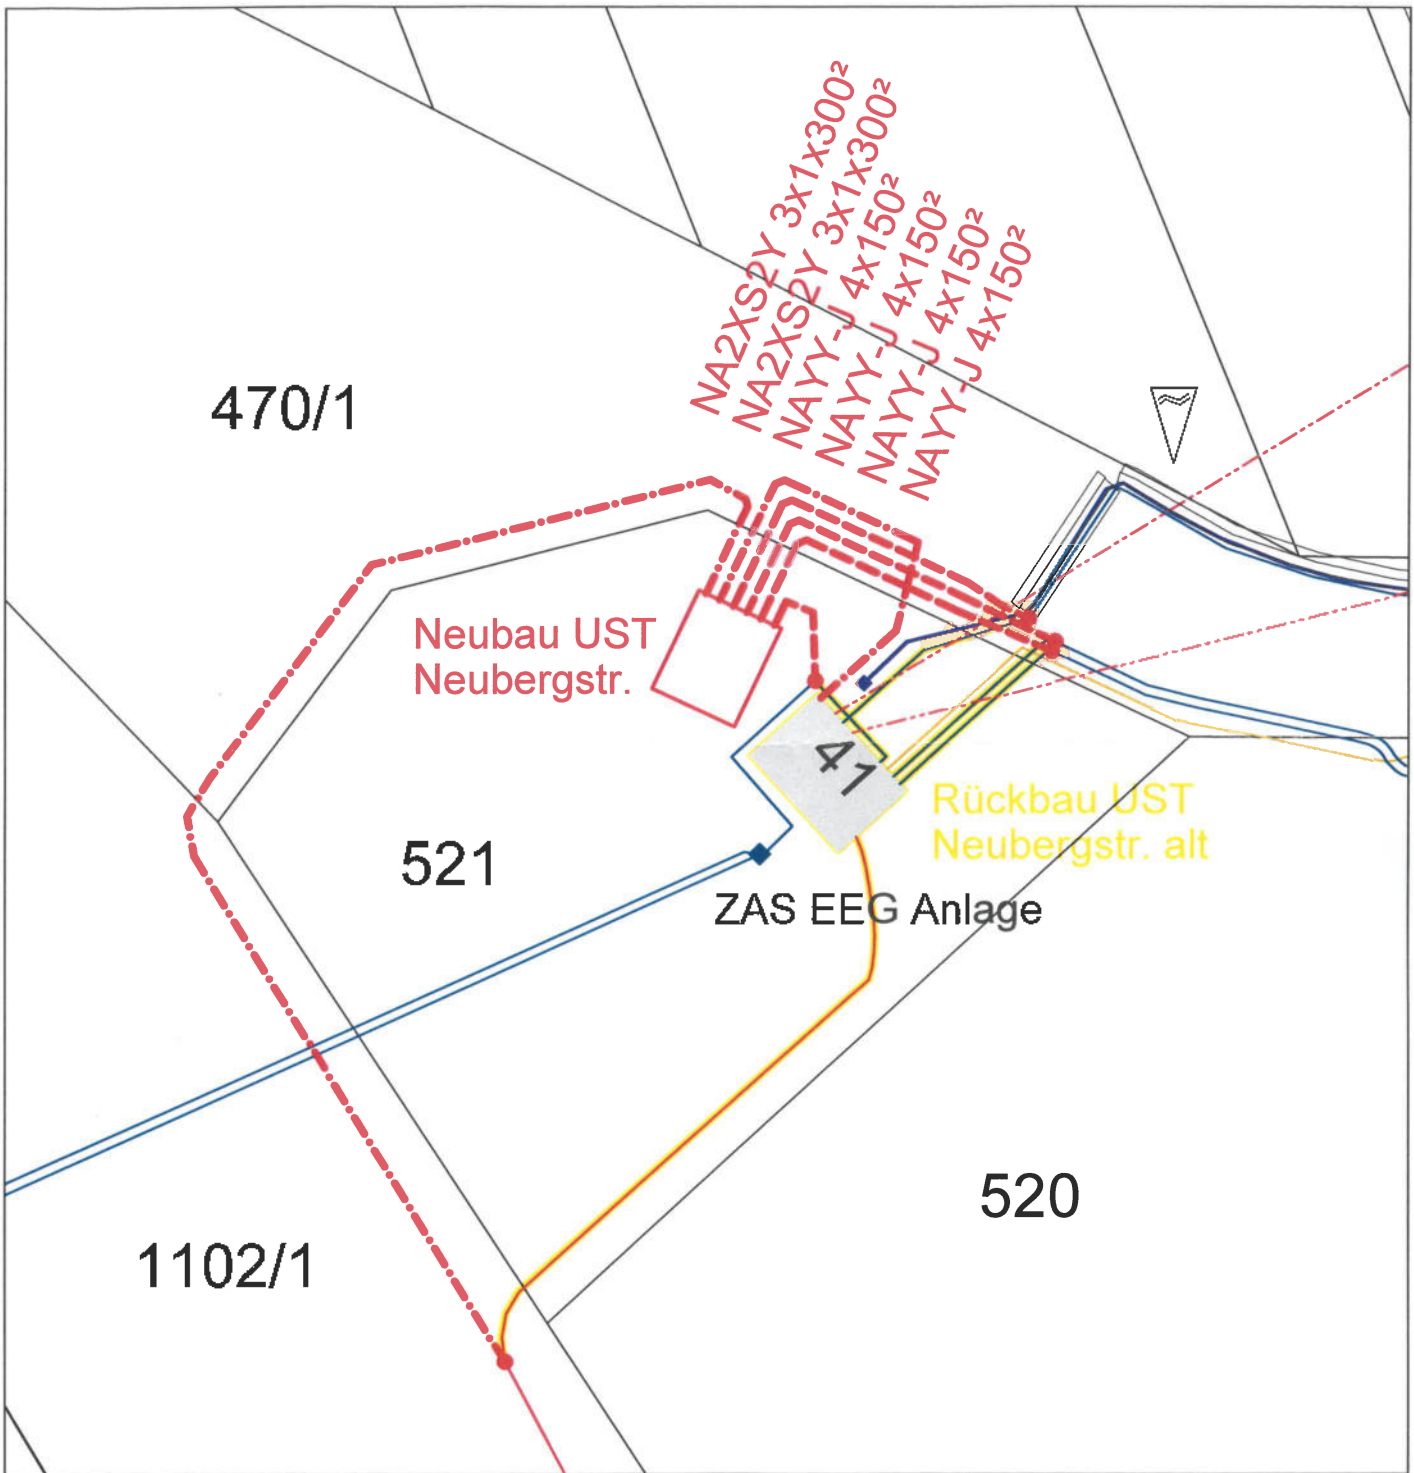 NA2XS2Y 3x1x300²
NA2XS2Y 3x1x300²
NAYY-J 4x150²
NAYY-J 4x150²
NAYY-J 4x150²
NAYY-J 4x150²
470/1
Neubau UST
Neubergstr.
41
Rückbau UST
Neubergstr. alt
521
ZAS EEG Anlage
520
1102/1